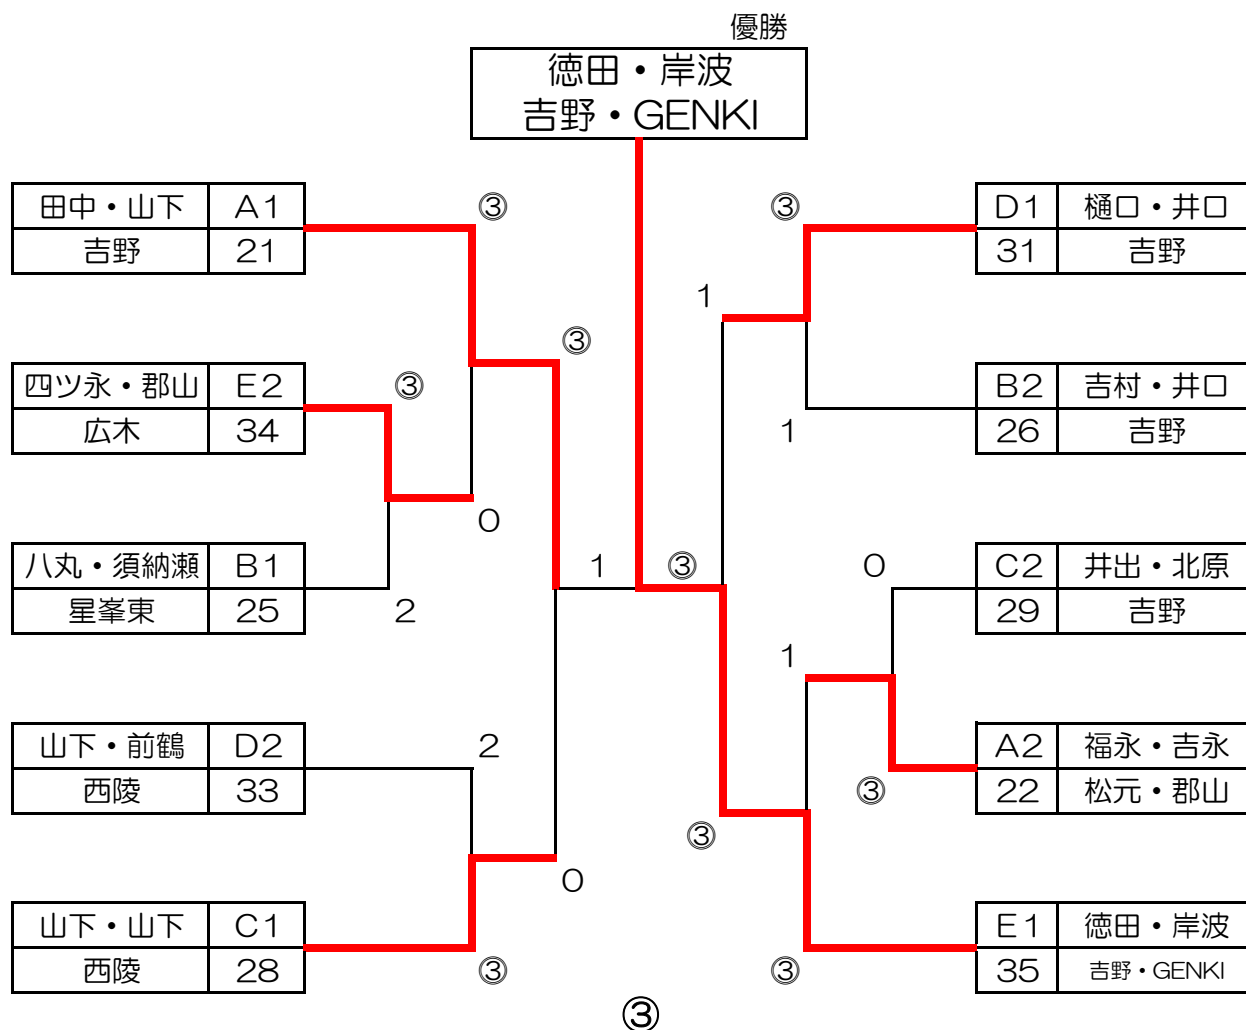 優勝
徳田・岸波
吉野・GENKI
田中・山下 A1 ③ ③ D1 樋口・井口
吉野 21 31 吉野
1
③
四ツ永・郡山 E2 ③ B2 吉村・井口
広木 34 1 26 吉野
0
八丸・須納瀬 B1 1 ③ 0 C2 井出・北原
星峯東 25 2 29 吉野
1
山下・前鶴 D2 2 A2 福永・吉永
西陵 33 ③ 22 松元・郡山
③
0
山下・山下 C1 E1 徳田・岸波
西陵 28 ③ ③ 35 吉野・GENKI
③